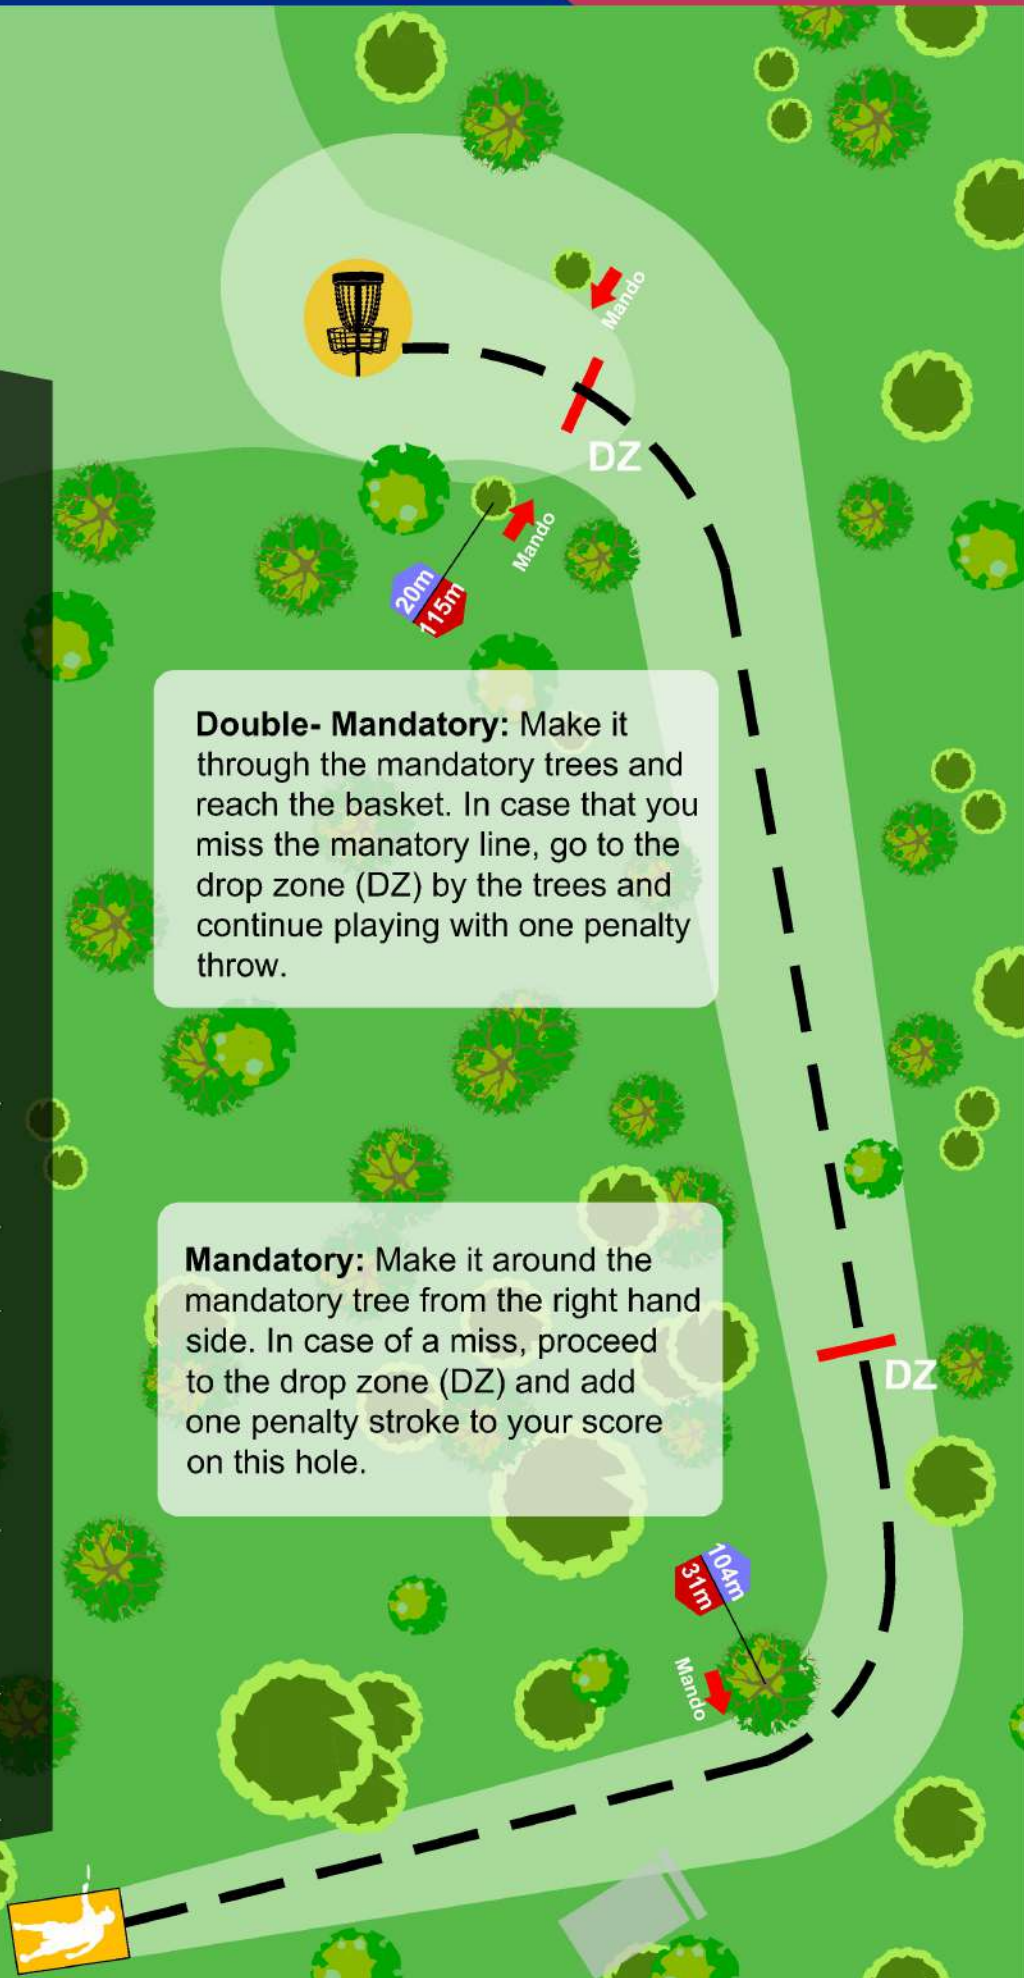 Mando
DZ
Mando
20m
115m
Double- Mandatory: Make it
through the mandatory trees and
reach the basket. In case that you
miss the manatory line, go to the
drop zone (DZ) by the trees and
continue playing with one penalty
throw.
Mandatory: Make it around the
mandatory tree from the right hand
side. In case of a miss, proceed
to the drop zone (DZ) and add
one penalty stroke to your score
on this hole.
DZ
104m
31m
Mando